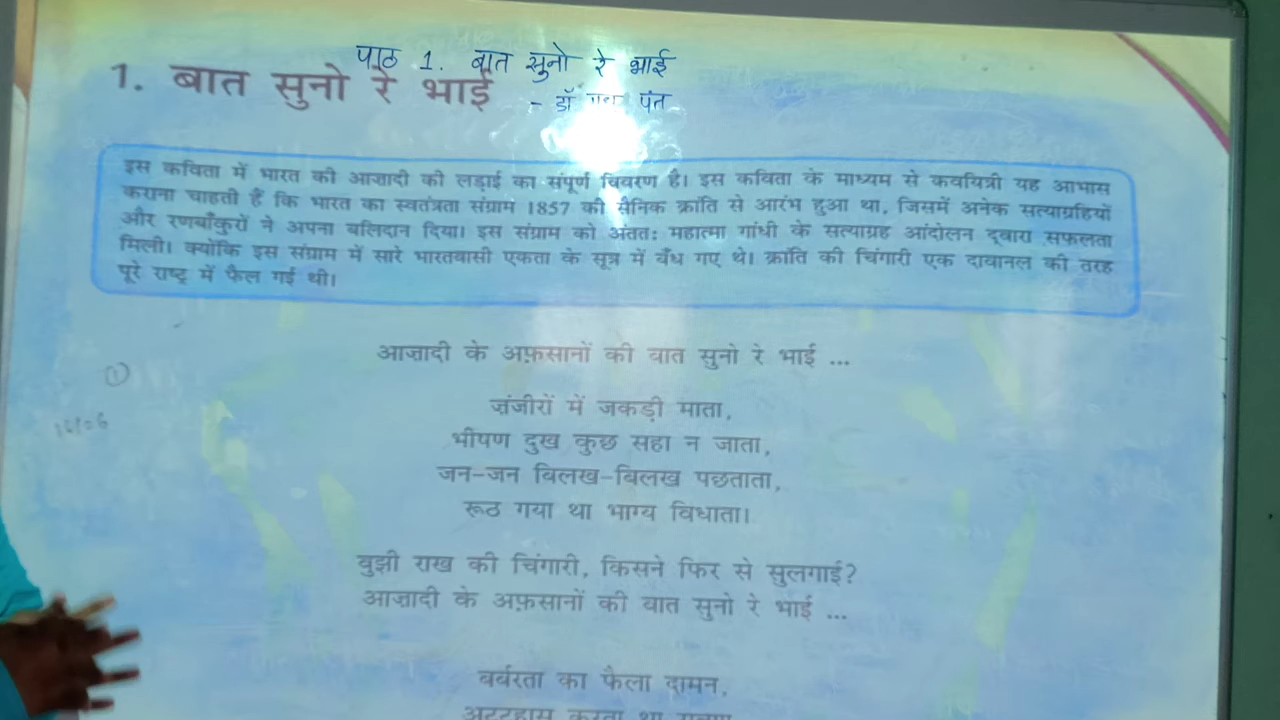 पाठ 1. बात सुनो रे भाई
1. बात सुनो रे भाई
- डॉ पंत
इस कविता में भारत की आज़ादी की लड़ाई का संपूर्ण विवरण है। इस कविता के माध्यम से कवयित्री यह आभास
कराना चाहती हैं कि भारत का स्वतंत्रता संग्राम 1857 की सैनिक क्रांति से आरंभ हुआ था, जिसमें अनेक सत्याग्रहियों
और रणबाँकुरों ने अपना बलिदान दिया। इस संग्राम को अंततः महात्मा गांधी के सत्याग्रह आंदोलन द्वारा सफलता
मिली। क्योंकि इस संग्राम में सारे भारतवासी एकता के सूत्र में बँध गए थे। क्रांति की चिंगारी एक दावानल की तरह
पूरे राष्ट्र में फैल गई थी।
आज़ादी के अफ़सानों की बात सुनो रे भाई ...
ज़ंजीरों में जकड़ी माता,
भीषण दुख कुछ सहा न जाता,
जन-जन बिलख-बिलख पछताता,
रूठ गया था भाग्य विधाता।
बुझी राख की चिंगारी, किसने फिर से सुलगाई?
आज़ादी के अफ़सानों की बात सुनो रे भाई ...
बर्बरता का फैला दामन,
अट्टहास करता था